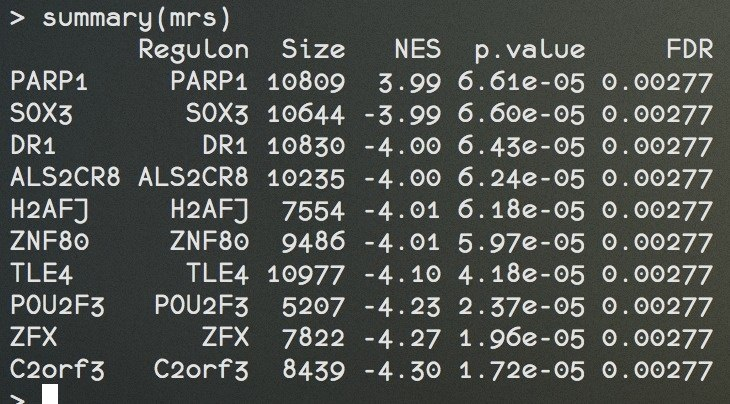 > summary(mrs)
Regulon Size NES p.value FDR
PARP1 PARP1 10809 3.99 6.61e-05 0.00277
SOX3 SOX3 10644 -3.99 6.60e-05 0.00277
DR1 DR1 10830 -4.00 6.43e-05 0.00277
ALS2CR8 ALS2CR8 10235 -4.00 6.24e-05 0.00277
H2AFJ H2AFJ 7554 -4.01 6.18e-05 0.00277
ZNF80 ZNF80 9486 -4.01 5.97e-05 0.00277
TLE4 TLE4 10977 -4.10 4.18e-05 0.00277
POU2F3 POU2F3 5207 -4.23 2.37e-05 0.00277
ZFX ZFX 7822 -4.27 1.96e-05 0.00277
C2orf3 C2orf3 8439 -4.30 1.72e-05 0.00277
>